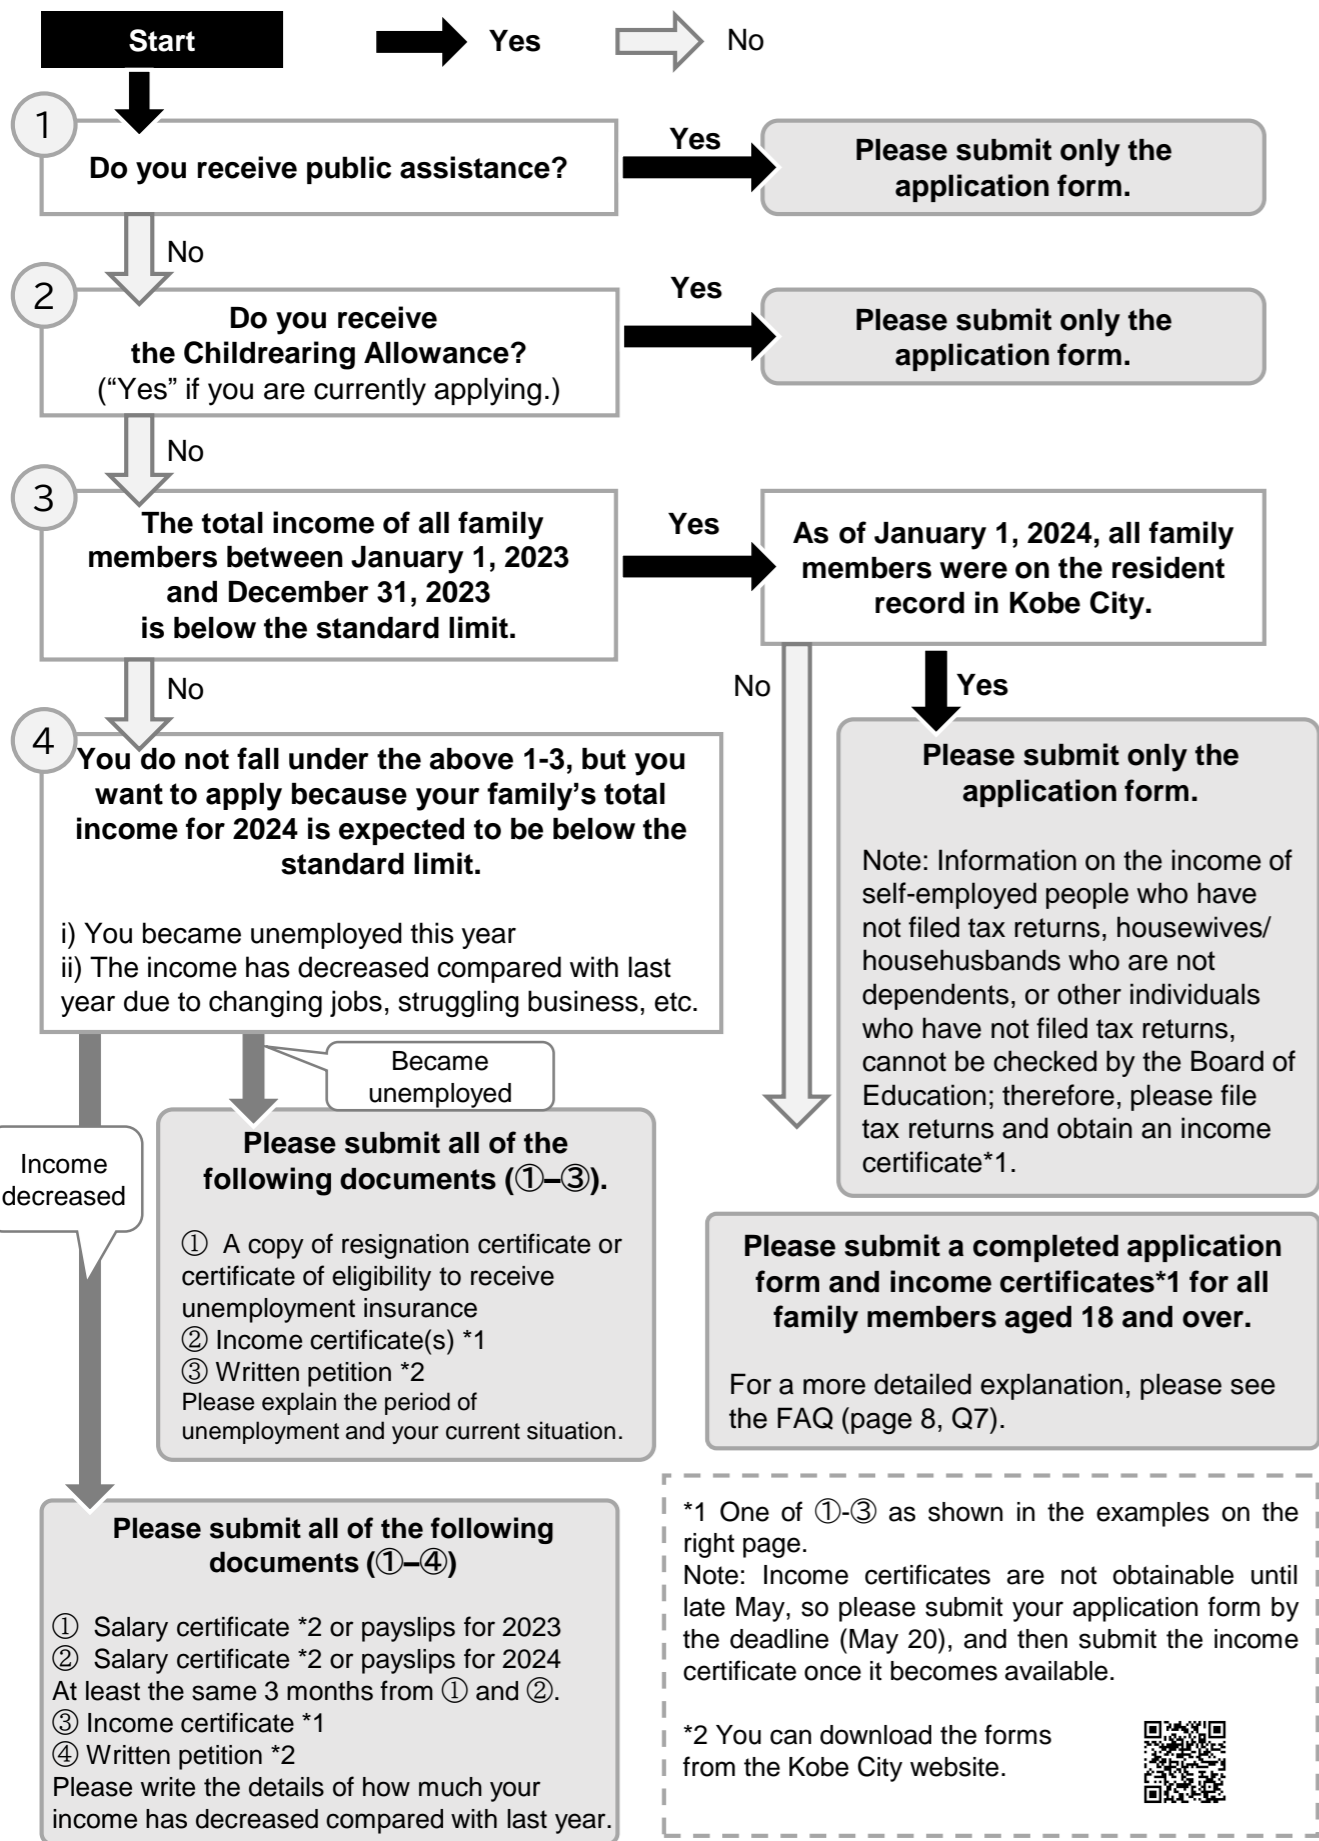 Start
Yes
No
1
Do you receive public assistance?
Yes
Please submit only the
application form.
No
2
Do you receive
the Childrearing Allowance?
(“Yes” if you are currently applying.)
Yes
Please submit only the
application form.
No
3
The total income of all family
members between January 1, 2023
and December 31, 2023
is below the standard limit.
Yes
As of January 1, 2024, all family
members were on the resident
record in Kobe City.
No
No
Yes
4
You do not fall under the above 1-3, but you
want to apply because your family’s total
income for 2024 is expected to be below the
standard limit.
i) You became unemployed this year
ii) The income has decreased compared with last
year due to changing jobs, struggling business, etc.
Please submit only the
application form.
Note: Information on the income of
self-employed people who have
not filed tax returns, housewives/
househusbands who are not
dependents, or other individuals
who have not filed tax returns,
cannot be checked by the Board of
Education; therefore, please file
tax returns and obtain an income
certificate*1.
Became
unemployed
Income
decreased
Please submit all of the
following documents (①–③).
① A copy of resignation certificate or
certificate of eligibility to receive
unemployment insurance
② Income certificate(s) *1
③ Written petition *2
Please explain the period of
unemployment and your current situation.
Please submit a completed application
form and income certificates*1 for all
family members aged 18 and over.
For a more detailed explanation, please see
the FAQ (page 8, Q7).
Please submit all of the following
documents (①–④)
① Salary certificate *2 or payslips for 2023
② Salary certificate *2 or payslips for 2024
At least the same 3 months from ① and ②.
③ Income certificate *1
④ Written petition *2
Please write the details of how much your
income has decreased compared with last year.
*1 One of ①-③ as shown in the examples on the
right page.
Note: Income certificates are not obtainable until
late May, so please submit your application form by
the deadline (May 20), and then submit the income
certificate once it becomes available.
*2 You can download the forms
from the Kobe City website.